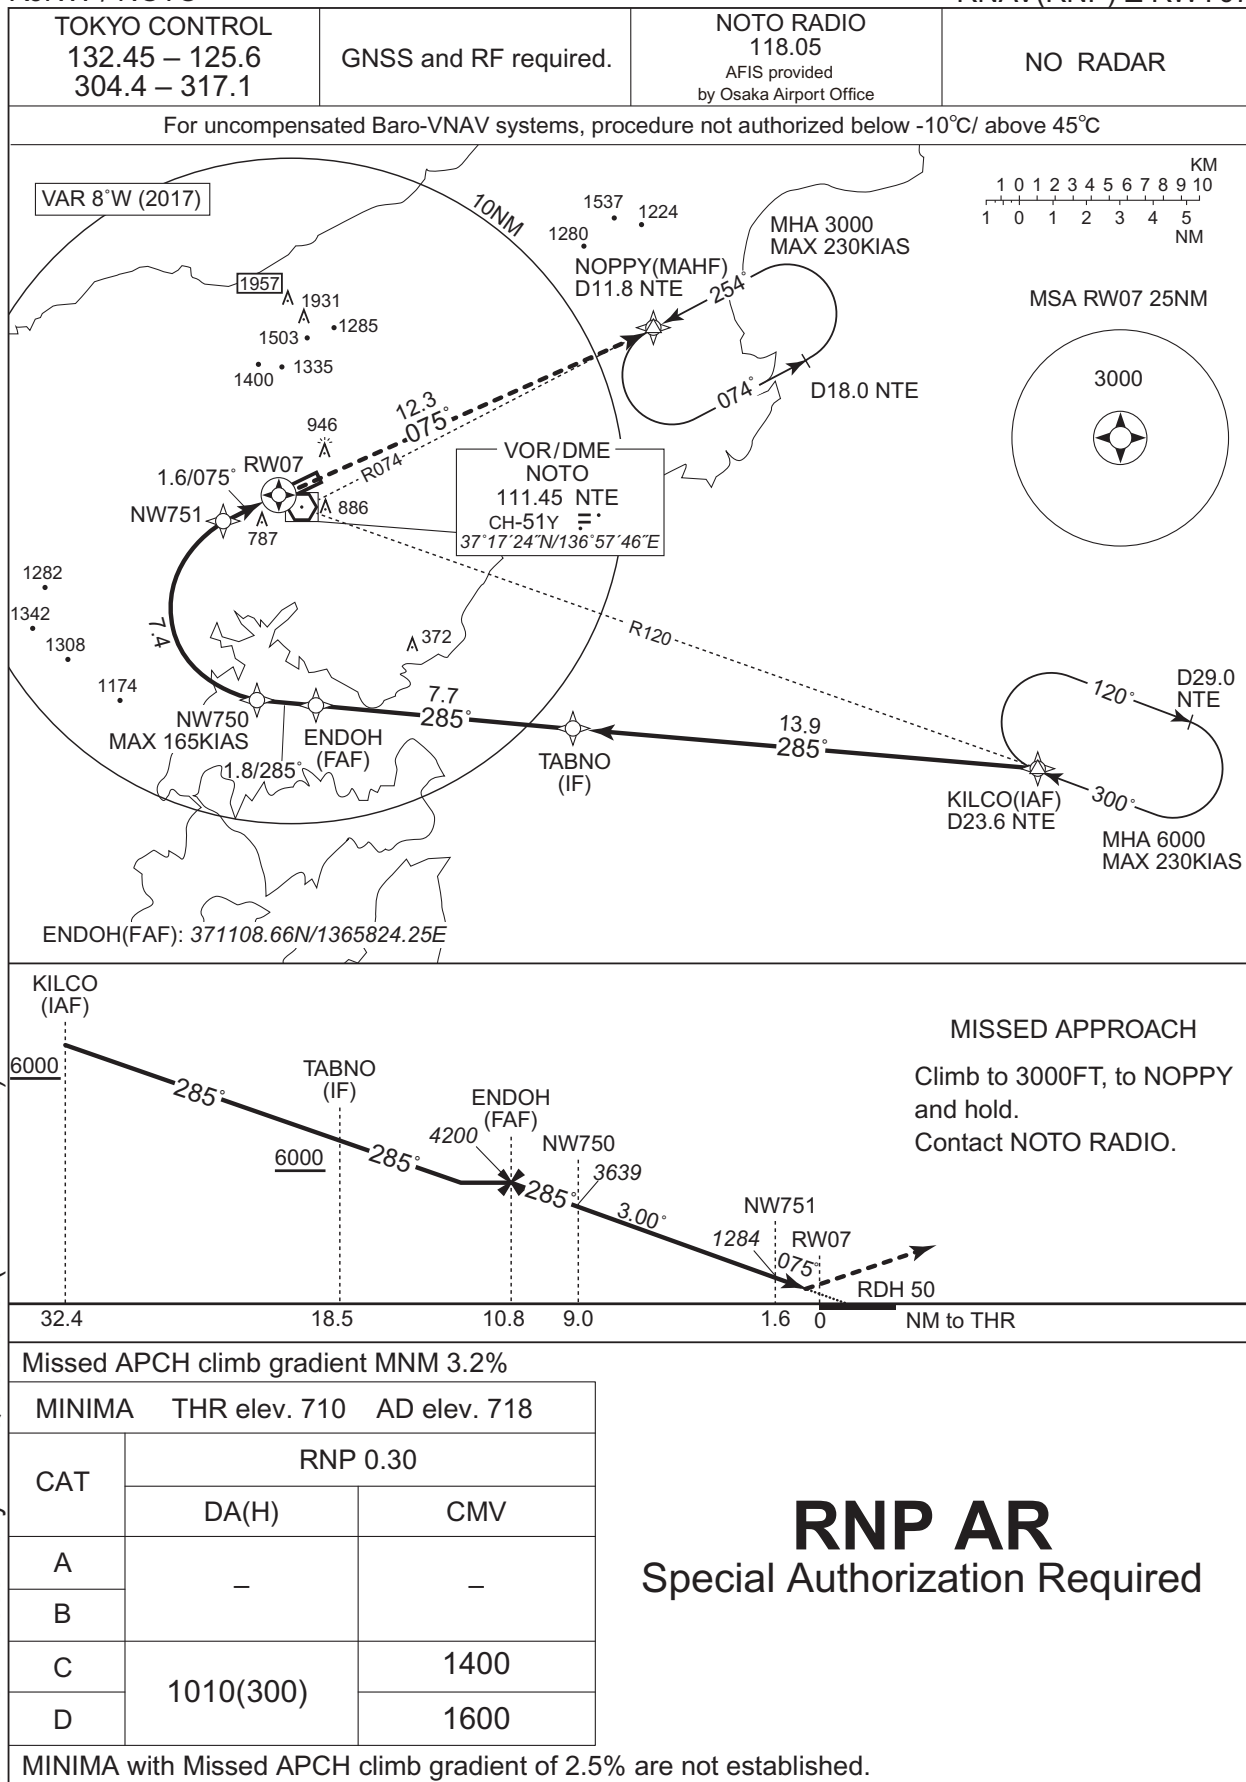 TOKYO CONTROL
132.45 – 125.6
304.4 – 317.1
GNSS and RF required.
NOTO RADIO
118.05
AFIS provided
by Osaka Airport Office
NO RADAR
For uncompensated Baro-VNAV systems, procedure not authorized below -10℃/ above 45℃
VAR 8˚W (2017)
10NM
1537
1224
1280
NOPPY(MAHF)
D11.8 NTE
MHA 3000
MAX 230KIAS
254˚
074˚
D18.0 NTE
KM
1 0 1 2 3 4 5 6 7 8 9 10
1 0 1 2 3 4 5
NM
MSA RW07 25NM
3000
1957
1931
1503
1285
1400
1335
12.3
075˚
R074
946
RW07
1.6/075˚
NW751
886
787
VOR/DME
NOTO
111.45 NTE
CH-51Y
37˚17´24˝N/136˚57´46˝E
1282
1342
1308
1174
7.4
372
R120
NW750
MAX 165KIAS
1.8/285˚
ENDOH
(FAF)
7.7
285˚
TABNO
(IF)
13.9
285˚
KILCO(IAF)
D23.6 NTE
120˚
D29.0
NTE
300˚
MHA 6000
MAX 230KIAS
ENDOH(FAF): 371108.66N/1365824.25E
KILCO
(IAF)
6000
285˚
TABNO
(IF)
6000
285˚
4200
ENDOH
(FAF)
285˚
NW750
3639
3.00˚
NW751
1284
RW07
075˚
RDH 50
32.4
18.5
10.8
9.0
1.6
0
NM to THR
MISSED APPROACH
Climb to 3000FT, to NOPPY
and hold.
Contact NOTO RADIO.
Missed APCH climb gradient MNM 3.2%
MINIMA THR elev. 710 AD elev. 718
CAT
RNP 0.30
DA(H)
CMV
A
–
–
B
C
1010(300)
1400
D
1600
RNP AR
Special Authorization Required
MINIMA with Missed APCH climb gradient of 2.5% are not established.